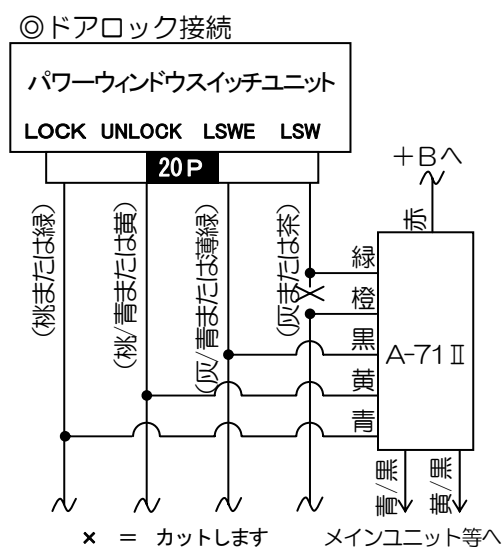 ◎ドアロック接続
パワーウィンドウスイッチユニット
LOCK UNLOCK LSWE LSW
20P
+Bへ
赤
(桃または緑)
(桃/青または黄)
(灰/青または薄緑)
(灰または茶)
緑
橙
黒
黄
青
A-71Ⅱ
青/黒
黄/黒
× = カットします
メインユニット等へ